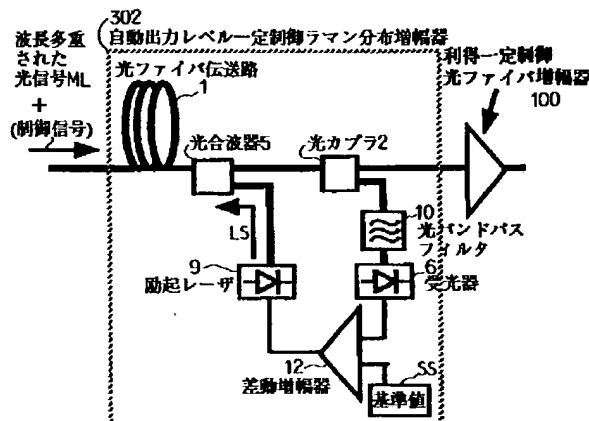 302
自動出力レベル一定制御ラマン分布増幅器
波長多重
された
光信号ML
+
(制御信号)
光ファイバ伝送路
1
利得一定制御
光ファイバ増幅器
100
光合波器5
光カプラ2
LS
10
光バンドパス
フィルタ
9
励起レーザ
6
受光器
12
差動増幅器
SS
基準値